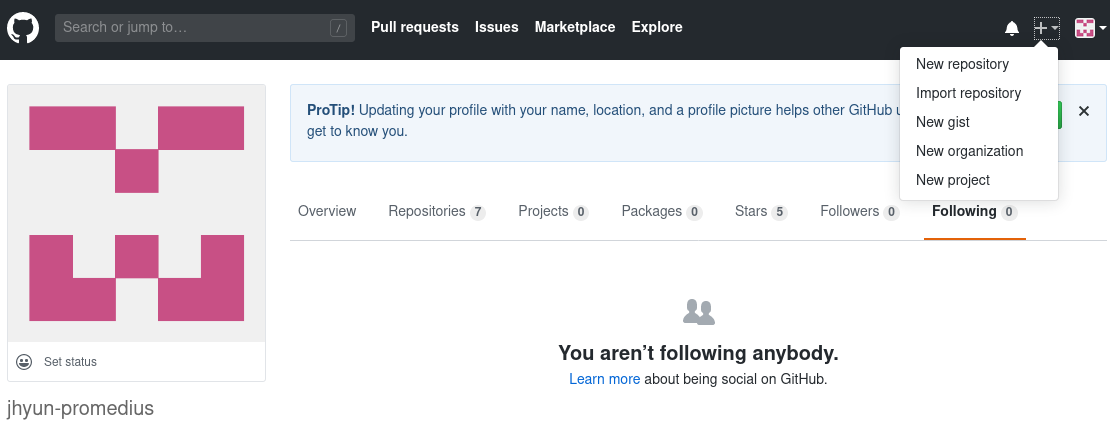 Search or jump to…
/
Pull requests
Issues
Marketplace
Explore
New repository
Import repository
New gist
New organization
New project
ProTip! Updating your profile with your name, location, and a profile picture helps other GitHub
get to know you.
Overview
Repositories 7
Projects 0
Packages 0
Stars 5
Followers 0
Following 0
You aren’t following anybody.
Learn more about being social on GitHub.
Set status
jhyun-promedius